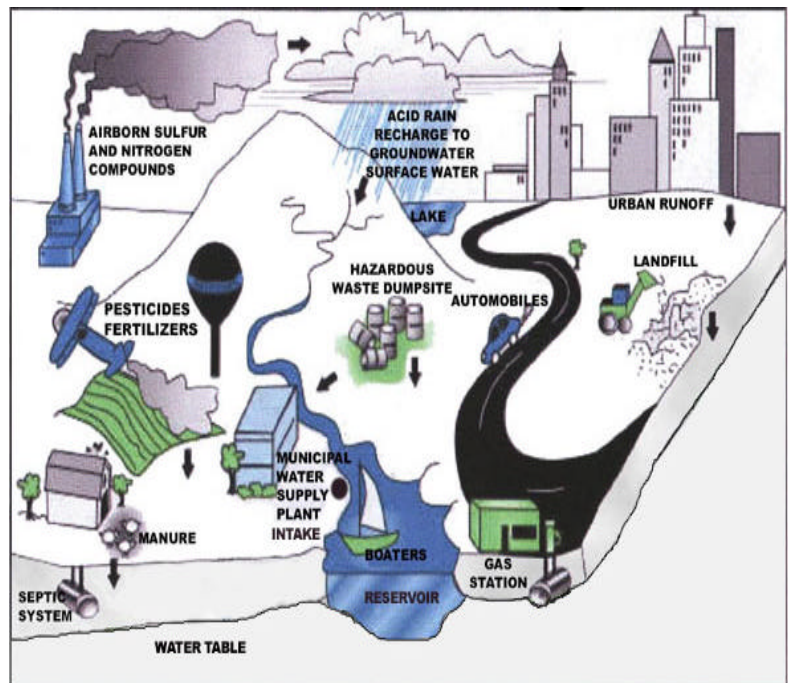 AIRBORN SULFUR
AND NITROGEN
COMPOUNDS
ACID RAIN
RECHARGE TO
GROUNDWATER
SURFACE WATER
URBAN RUNOFF
LAKE
HAZARDOUS
WASTE DUMPSITE
LANDFILL
AUTOMOBILES
PESTICIDES
FERTILIZERS
MUNICIPAL
WATER
SUPPLY
PLANT
INTAKE
MANURE
BOATERS
GAS
STATION
SEPTIC
SYSTEM
RESERVOIR
WATER TABLE